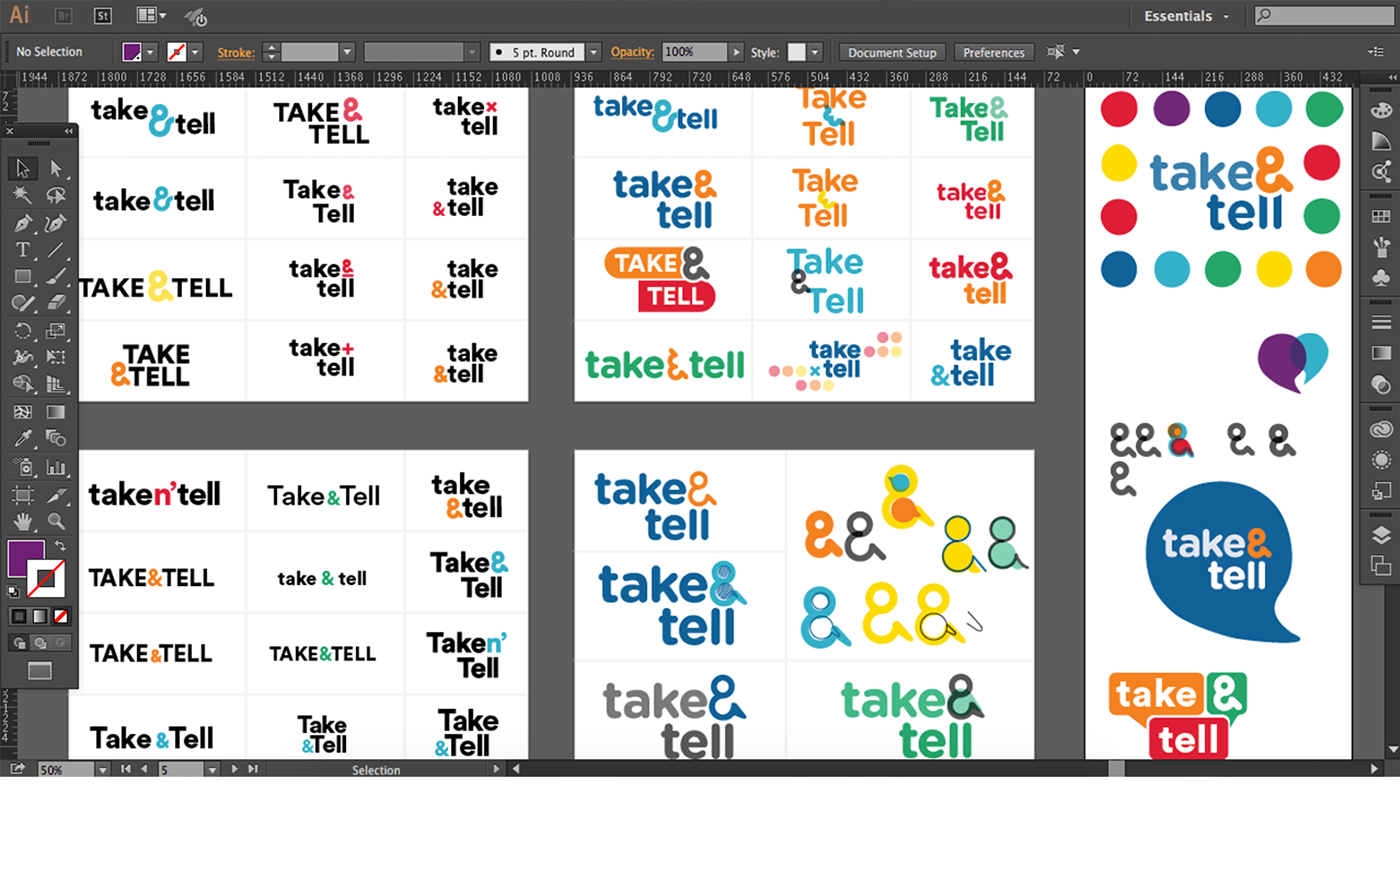 Ai Br St Essentials
No Selection Stroke: 5 pt. Round Opacity: 100% Style: Document Setup Preferences
1944 1872 1800 1728 1656 1584 1512 1440 1368 1296 1224 1152 1080 1008 936 864 792 720 648 576 504 432 360 288 216 144 72 0 72 144 216 288 360 432
take&tell
TAKE &
TELL
take×
tell
take&tell
Take&
Tell
take
&tell
TAKE&TELL
take&
tell
take
&tell
TAKE
&TELL
take+
tell
take
&tell
take&tell
Take
&
Tell
Take&
Tell
take&
tell
Take
&
Tell
take&
tell
TAKE &
TELL
Take
&
Tell
take&
tell
take&tell
take
×tell
take
&tell
take&
tell
taken’tell
Take&Tell
take
&tell
TAKE&TELL
take & tell
Take&
Tell
TAKE&TELL
TAKE&TELL
Taken’
Tell
Take &Tell
Take
&Tell
Take
&Tell
take&
tell
take&
tell
take&
tell
& & & & & & & &
take&
tell
& & & & &
&
take&
tell
take &
tell
50% 5 Selection